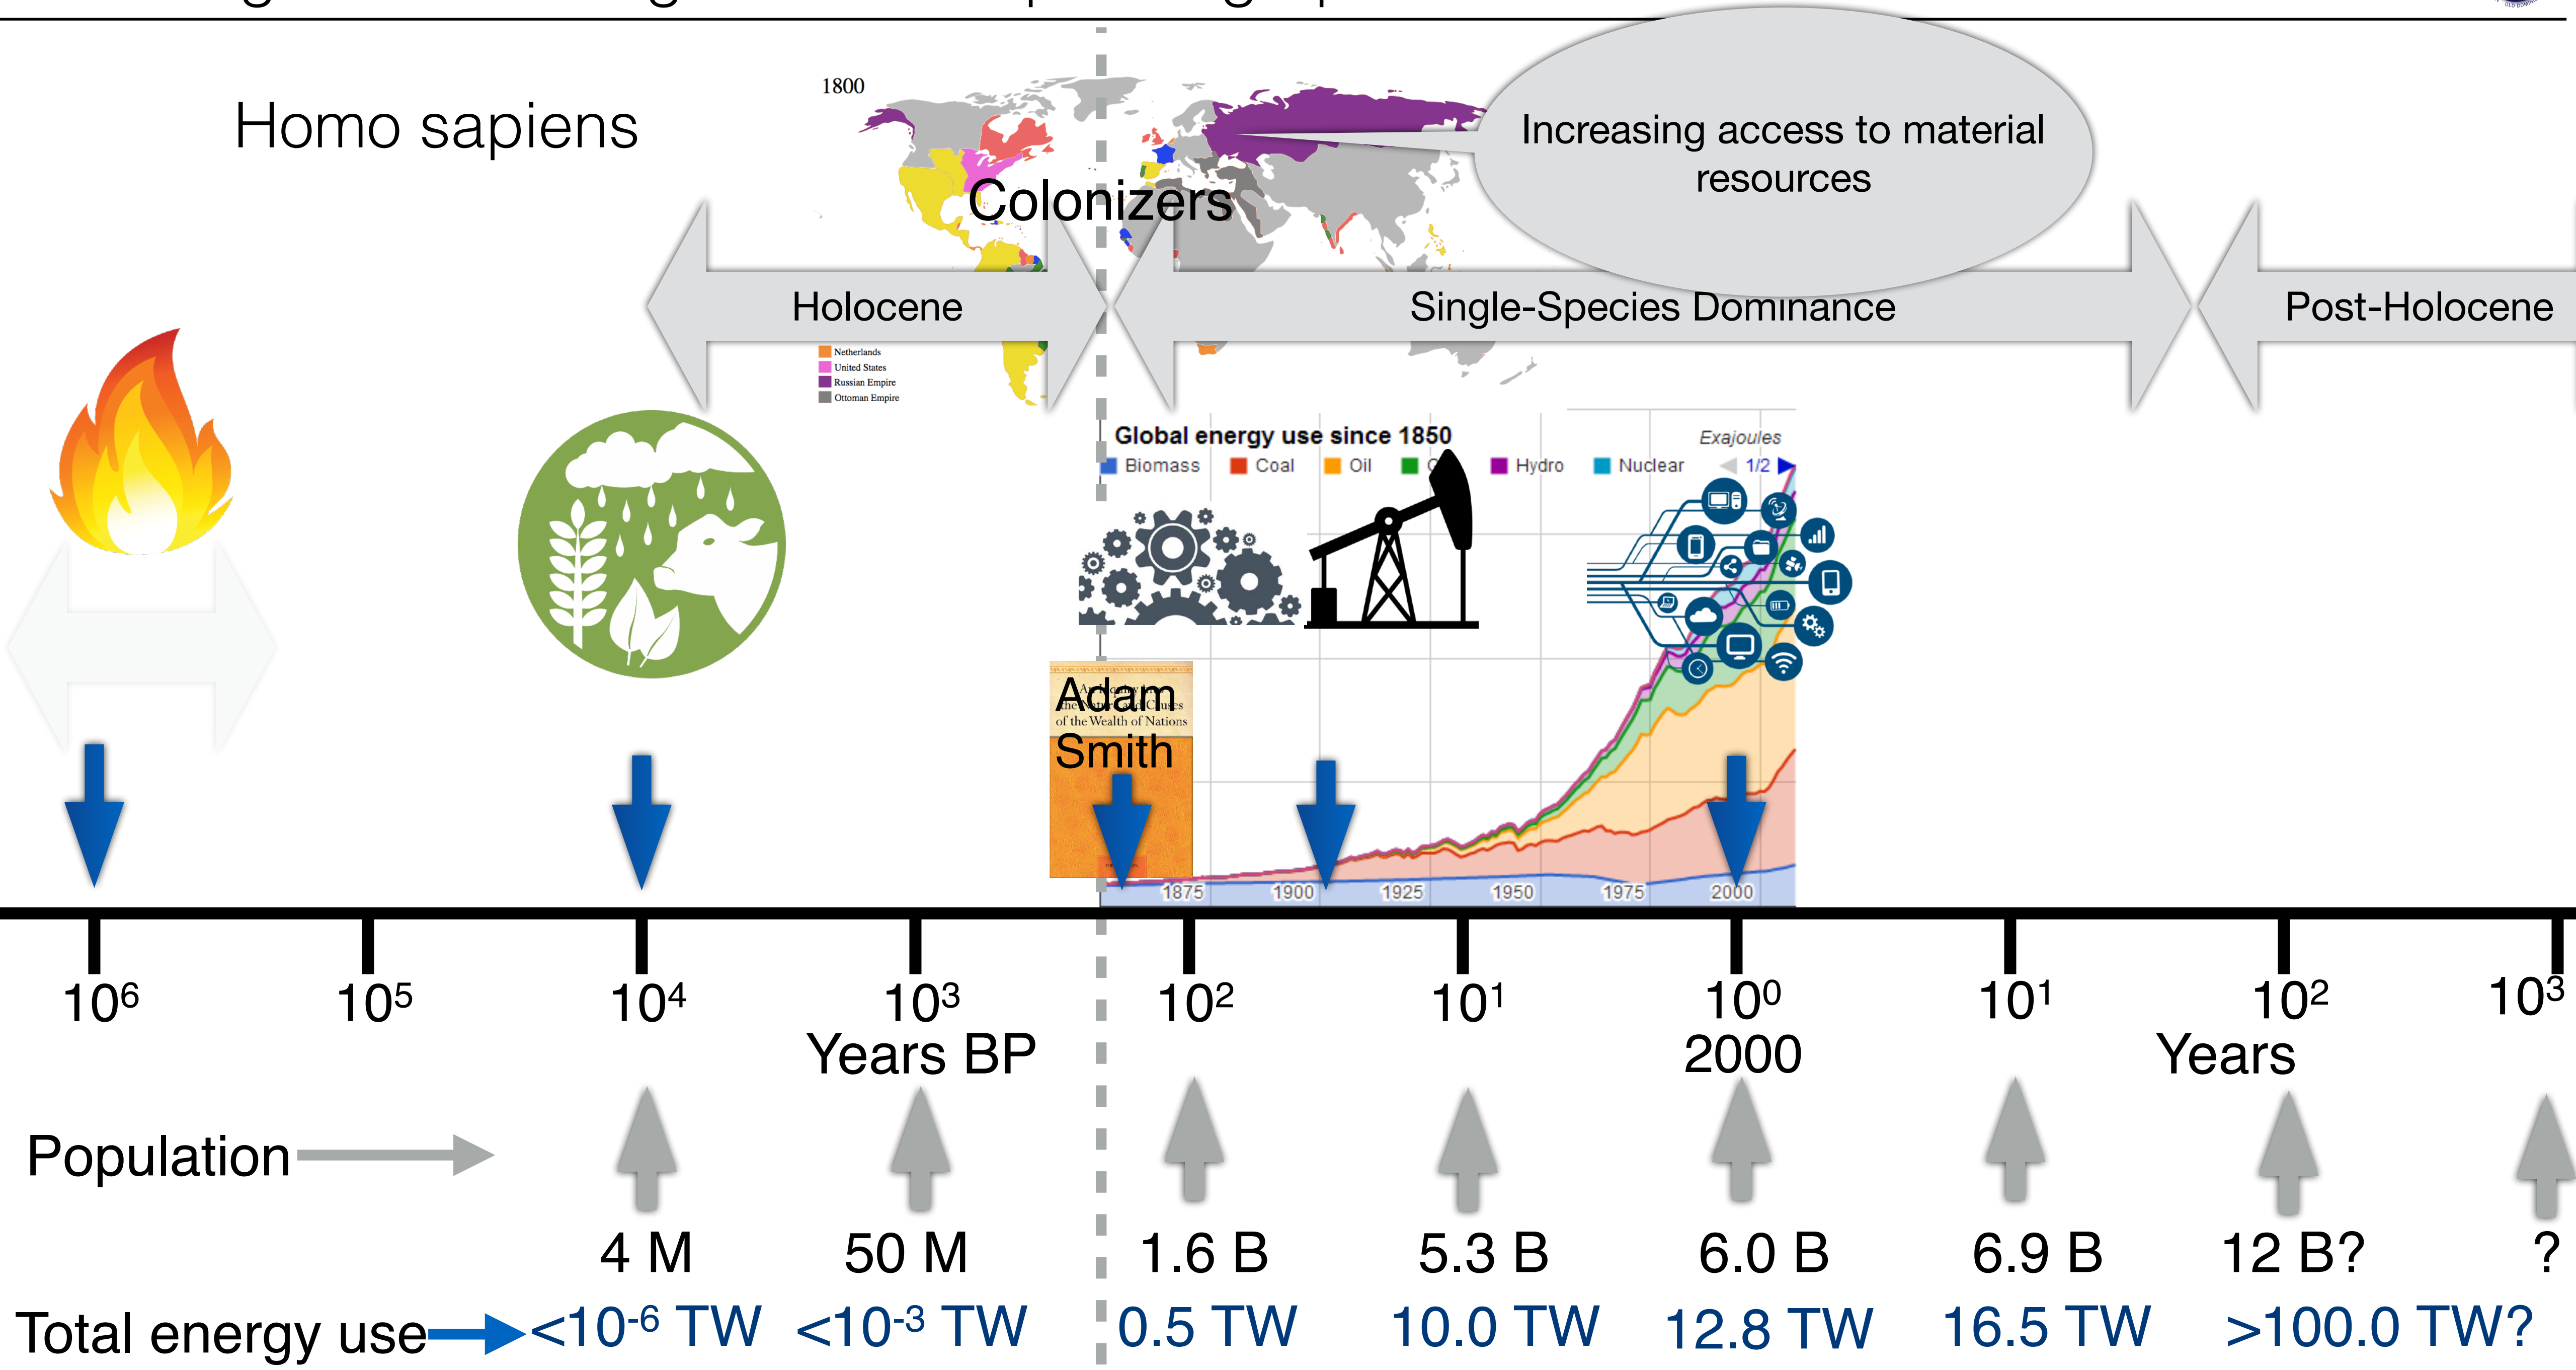 OLD DOMIN
1800
Homo sapiens
Increasing access to material
resources
Colonizers
Holocene
Single-Species Dominance
Post-Holocene
Netherlands
United States
Russian Empire
Ottoman Empire
Global energy use since 1850
Exajoules
Biomass
Coal
Oil
Hydro
Nuclear
1/2
Adam
Smith
of the Wealth of Nations
1875
1900
1925
1950
1975
2000
10⁶
10⁵
10⁴
10³
10²
10¹
10⁰
10¹
10²
10³
Years BP
2000
Years
Population
4 M
50 M
1.6 B
5.3 B
6.0 B
6.9 B
12 B?
?
Total energy use
<10⁻⁶ TW
<10⁻³ TW
0.5 TW
10.0 TW
12.8 TW
16.5 TW
>100.0 TW?